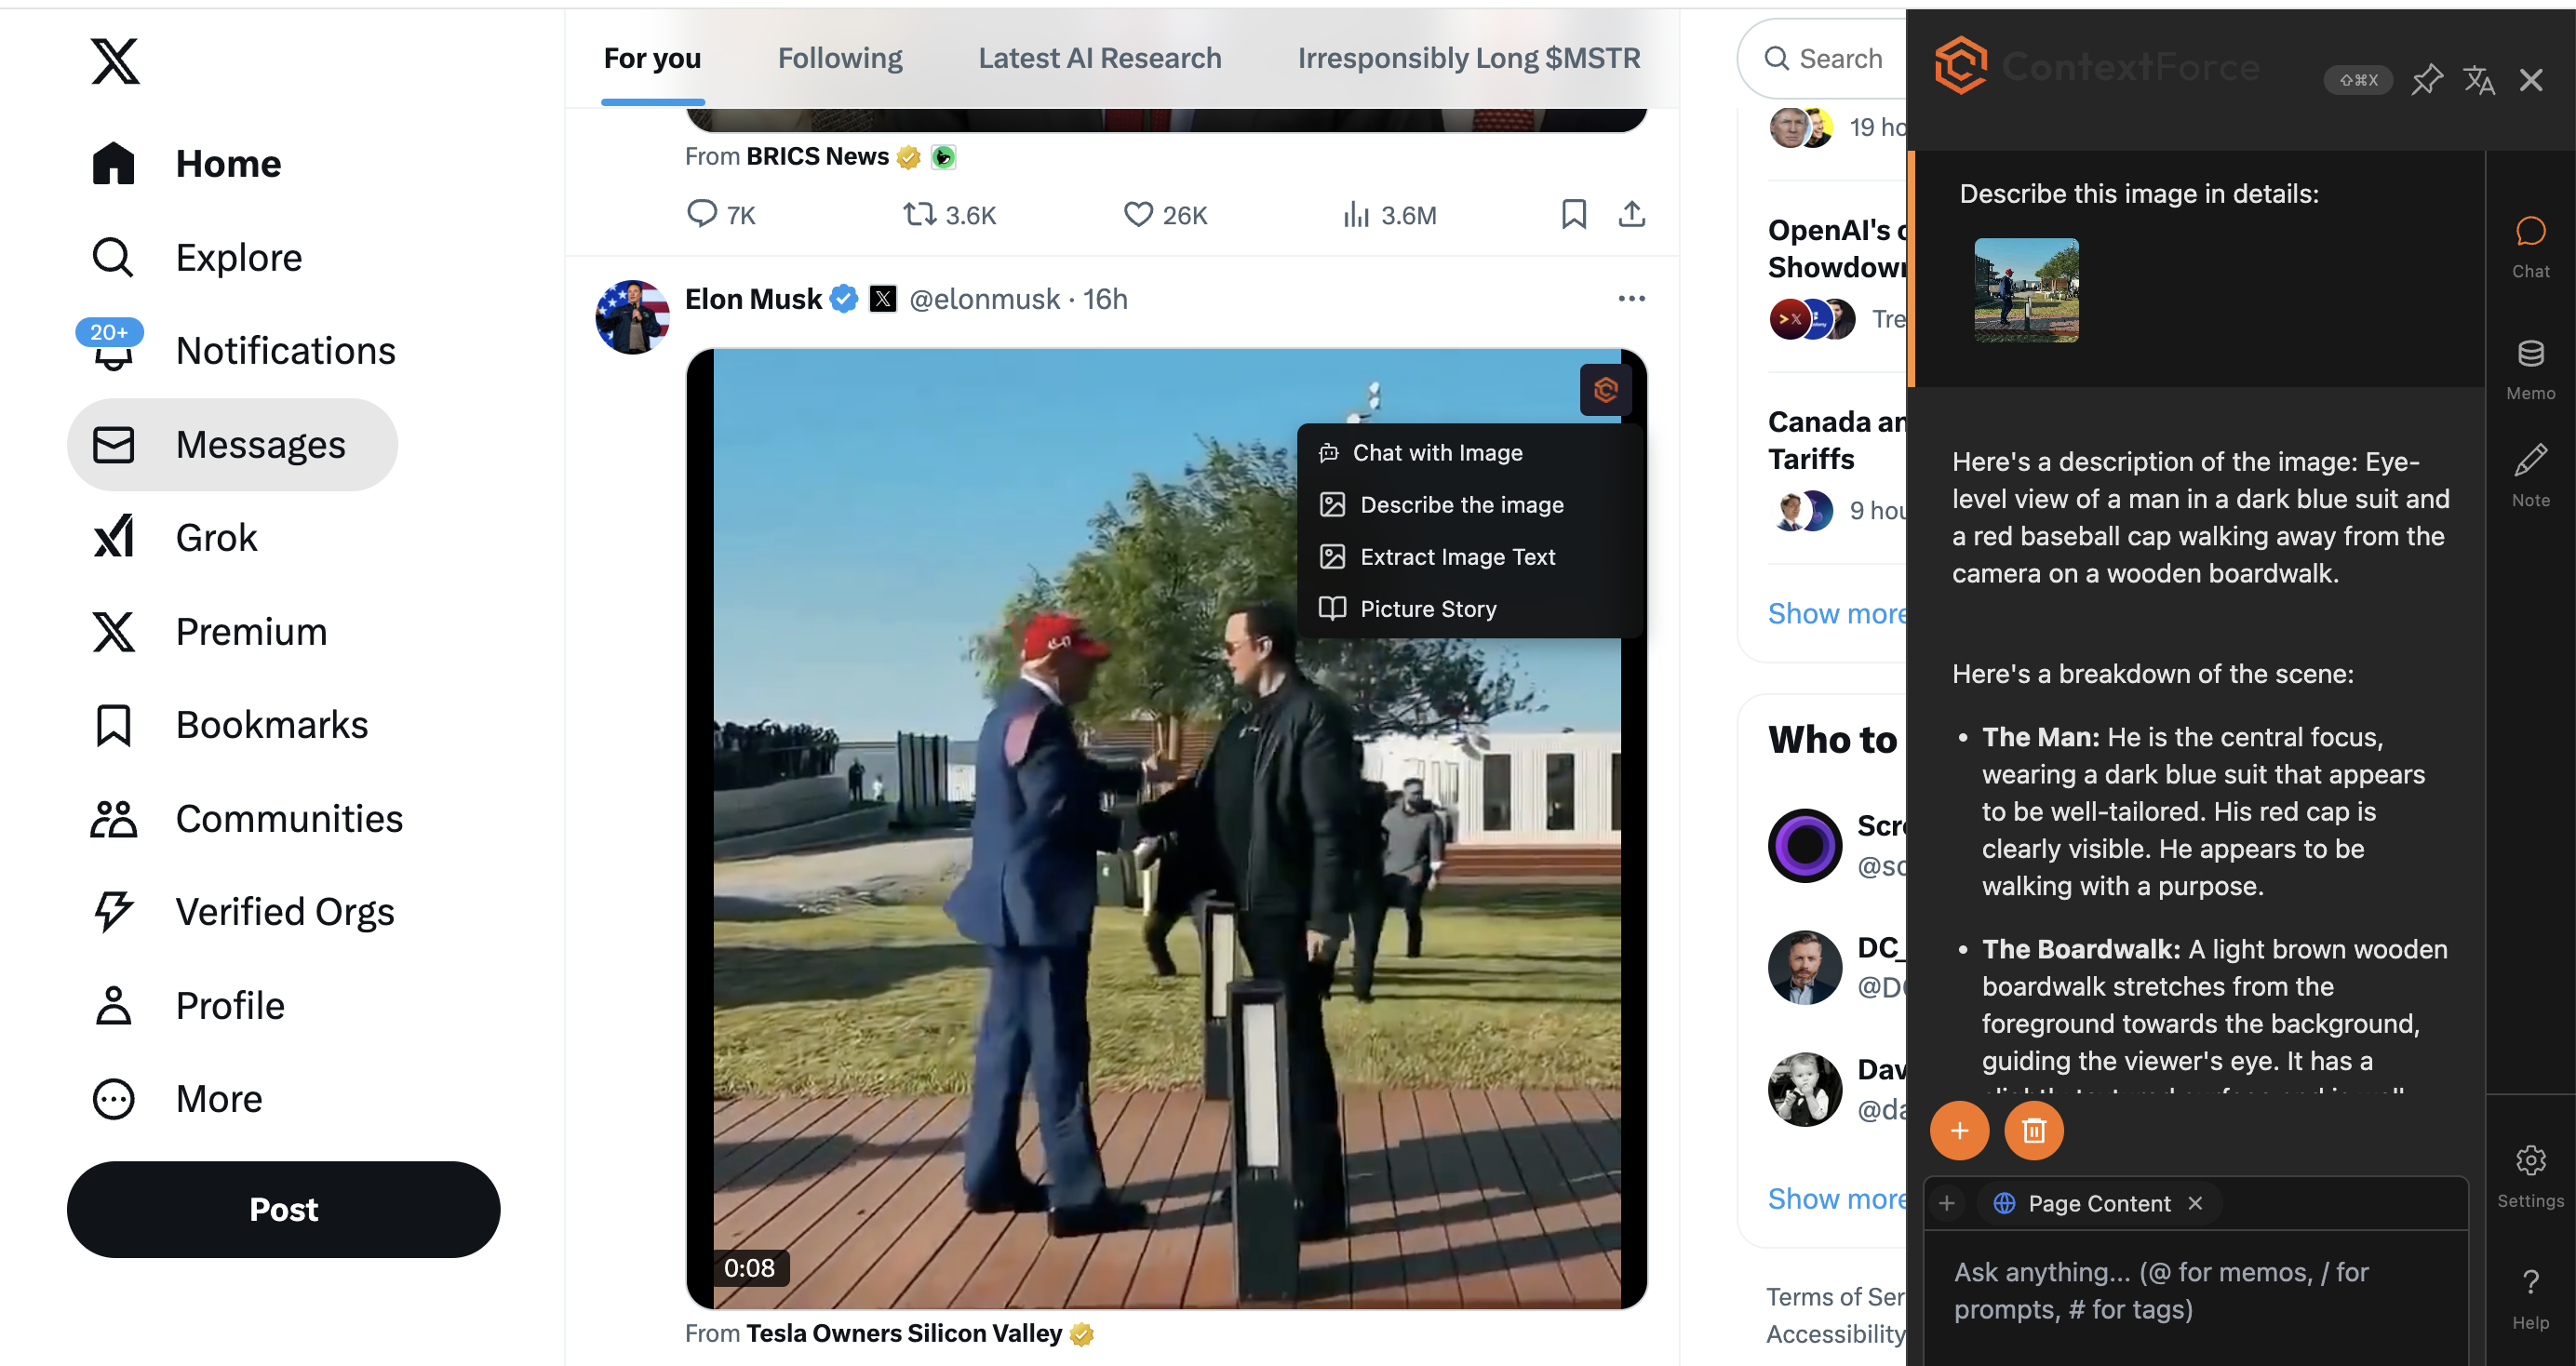 Home
Explore
20+
Notifications
Messages
Grok
Premium
Bookmarks
Communities
Verified Orgs
Profile
More
Post
For you
Following
Latest AI Research
Irresponsibly Long $MSTR
From BRICS News
7K
3.6K
26K
3.6M
Elon Musk @elonmusk · 16h
Chat with Image
Describe the image
Extract Image Text
Picture Story
0:08
From Tesla Owners Silicon Valley
Search
19 ho
OpenAI's
Showdown
Tre
Canada an
Tariffs
9 hou
Show more
Who to
Scr
@sc
DC_
@D
Dav
@da
Show more
Terms of Ser
Accessibility
ContextForce
⇧⌘X
Describe this image in details:
Here's a description of the image: Eye-
level view of a man in a dark blue suit and
a red baseball cap walking away from the
camera on a wooden boardwalk.
Here's a breakdown of the scene:
• The Man: He is the central focus,
wearing a dark blue suit that appears
to be well-tailored. His red cap is
clearly visible. He appears to be
walking with a purpose.
• The Boardwalk: A light brown wooden
boardwalk stretches from the
foreground towards the background,
guiding the viewer's eye. It has a
Page Content
Ask anything... (@ for memos, / for
prompts, # for tags)
Chat
Memo
Note
Settings
Help